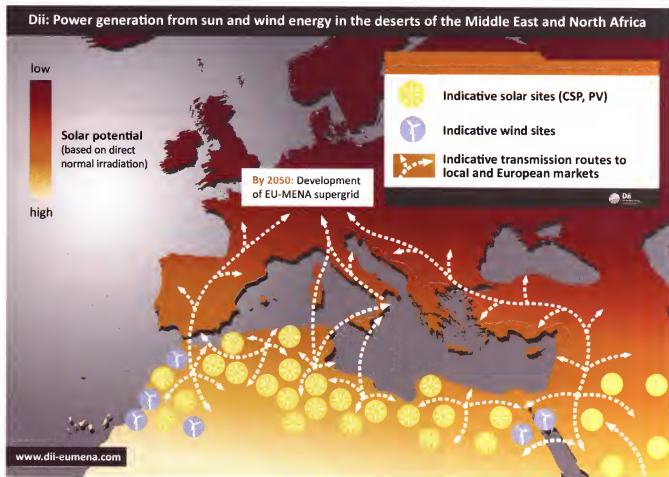 Dii: Power generation from sun and wind energy in the deserts of the Middle East and North Africa
low
Solar potential
(based on direct
normal irradiation)
high
Indicative solar sites (CSP, PV)
Indicative wind sites
Indicative transmission routes to
local and European markets
Dii
By 2050: Development
of EU-MENA supergrid
www.dii-eumena.com